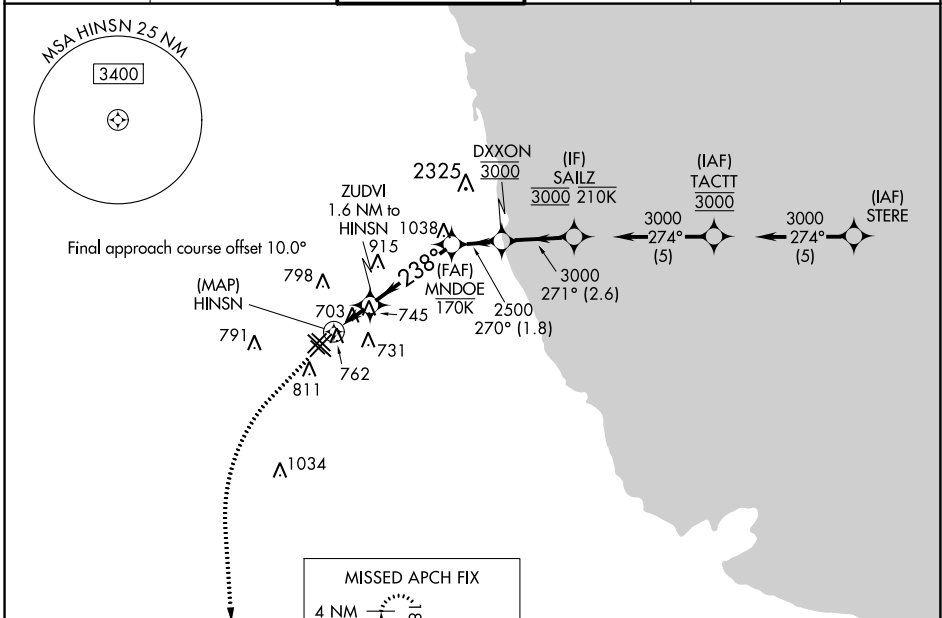 MSA HINSN 25 NM
3400
Final approach course offset 10.0°
(MAP)
HINSN
ZUDVI
1.6 NM to
HINSN
2325
1038
915
798
703
745
791
731
762
811
1034
238°
(FAF)
MNDOE
170K
DXXON
3000
2500
270° (1.8)
(IF)
SAILZ
3000 210K
3000
271° (2.6)
(IAF)
TACTT
3000
3000
274°
(5)
3000
274°
(5)
(IAF)
STERE
MISSED APCH FIX
4 NM